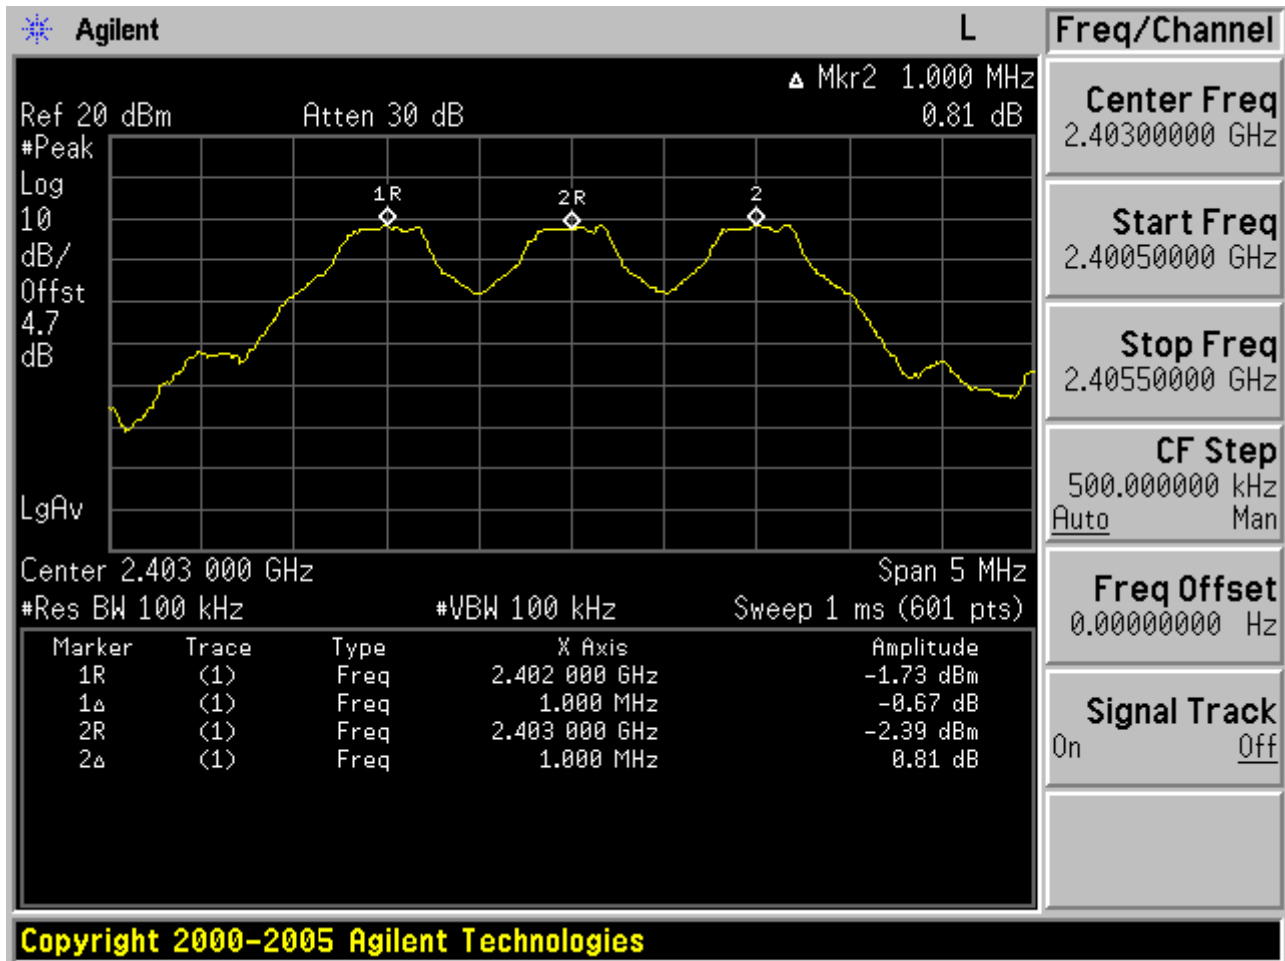 Agilent L Freq/Channel
▵ Mkr2 1.000 MHz
Ref 20 dBm Atten 30 dB 0.81 dB
#Peak
Log
10
dB/
Offst
4.7
dB
LgAv
1R 2R 2
Center 2.403 000 GHz Span 5 MHz
#Res BW 100 kHz #VBW 100 kHz Sweep 1 ms (601 pts)
Marker Trace Type X Axis Amplitude
1R (1) Freq 2.402 000 GHz -1.73 dBm
1▵ (1) Freq 1.000 MHz -0.67 dB
2R (1) Freq 2.403 000 GHz -2.39 dBm
2▵ (1) Freq 1.000 MHz 0.81 dB
Center Freq
2.40300000 GHz
Start Freq
2.40050000 GHz
Stop Freq
2.40550000 GHz
CF Step
500.000000 kHz
Auto Man
Freq Offset
0.00000000 Hz
Signal Track
On Off
Copyright 2000-2005 Agilent Technologies